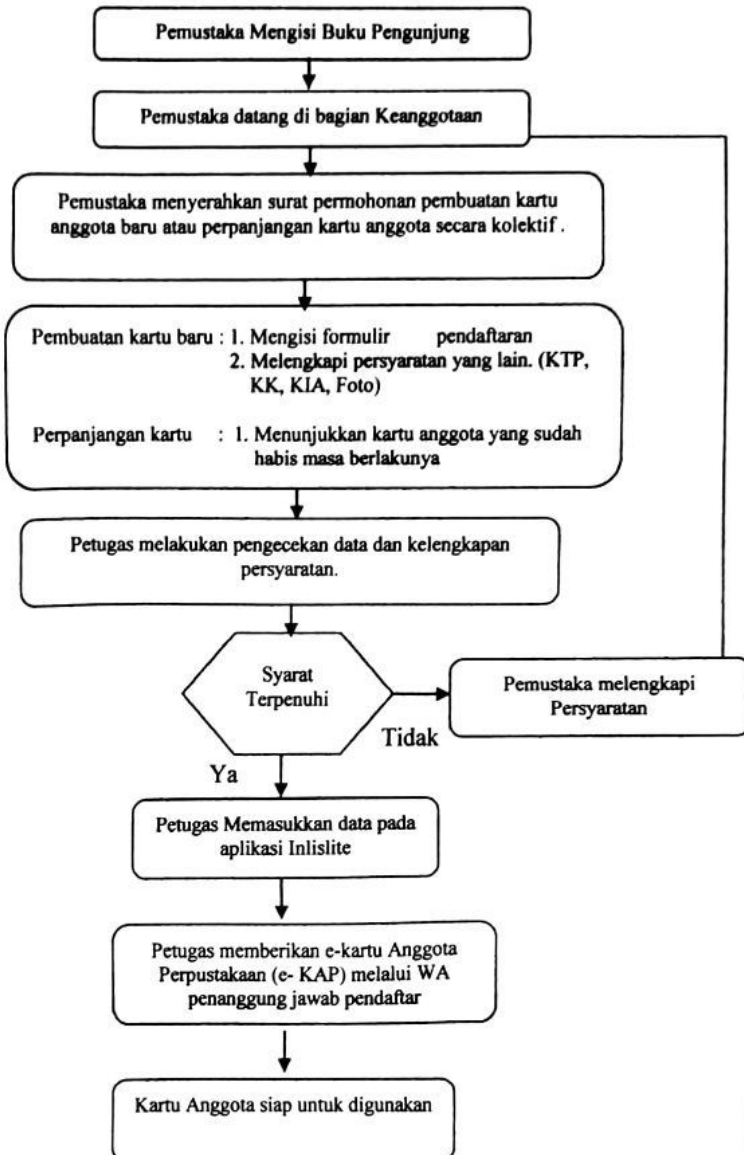 Pemustaka Mengisi Buku Pengunjung
Pemustaka datang di bagian Keanggotaan
Pemustaka menyerahkan surat permohonan pembuatan kartu
anggota baru atau perpanjangan kartu anggota secara kolektif .
Pembuatan kartu baru : 1. Mengisi formulir pendaftaran
2. Melengkapi persyaratan yang lain. (KTP,
KK, KIA, Foto)
Perpanjangan kartu : 1. Menunjukkan kartu anggota yang sudah
habis masa berlakunya
Petugas melakukan pengecekan data dan kelengkapan
persyaratan.
Syarat
Terpenuhi
Tidak
Pemustaka melengkapi
Persyaratan
Ya
Petugas Memasukkan data pada
aplikasi Inlislite
Petugas memberikan e-kartu Anggota
Perpustakaan (e- KAP) melalui WA
penanggung jawab pendaftar
Kartu Anggota siap untuk digunakan